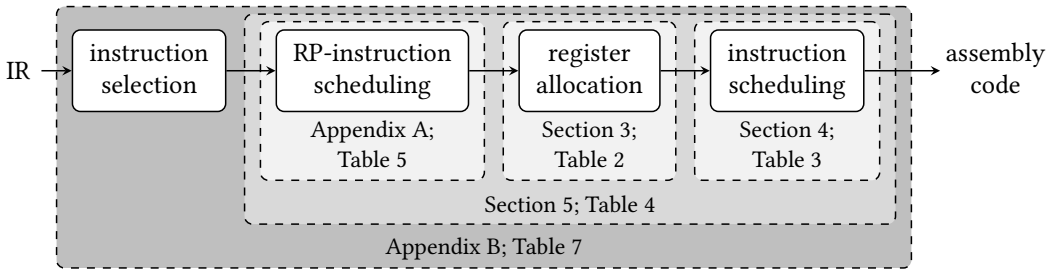 IR
instruction
selection
RP-instruction
scheduling
register
allocation
instruction
scheduling
assembly
code
Appendix A;
Table 5
Section 3;
Table 2
Section 4;
Table 3
Section 5; Table 4
Appendix B; Table 7